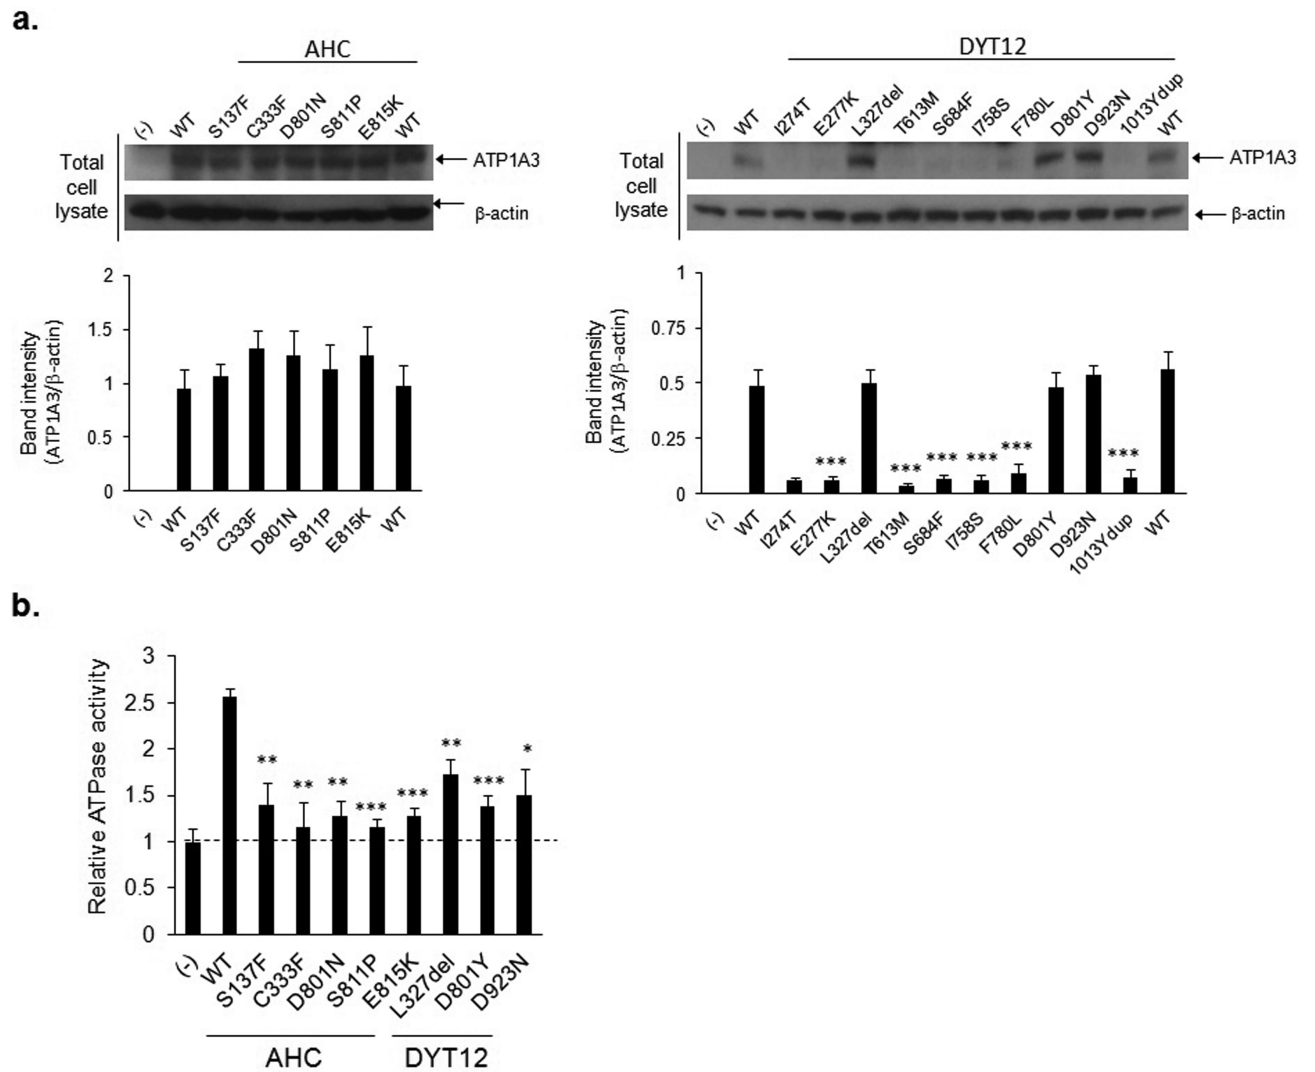 a.
AHC
(-) WT S137F C333F D801N S811P E815K WT
Total
cell
lysate
ATP1A3
β-actin
Band intensity
(ATP1A3/β-actin)
2
1.5
1
0.5
0
(-) WT S137F C333F D801N S811P E815K WT
DYT12
(-) WT I274T E277K L327del T613M S684F I758S F780L D801Y D923N 1013Ydup WT
Total
cell
lysate
ATP1A3
β-actin
Band intensity
(ATP1A3/β-actin)
1
0.75
0.5
0.25
0
*** *** *** *** *** ***
(-) WT I274T E277K L327del T613M S684F I758S F780L D801Y D923N 1013Ydup WT
b.
Relative ATPase activity
3
2.5
2
1.5
1
0.5
0
** ** ** *** *** ** *** *
(-) WT S137F C333F D801N S811P E815K L327del D801Y D923N
AHC DYT12